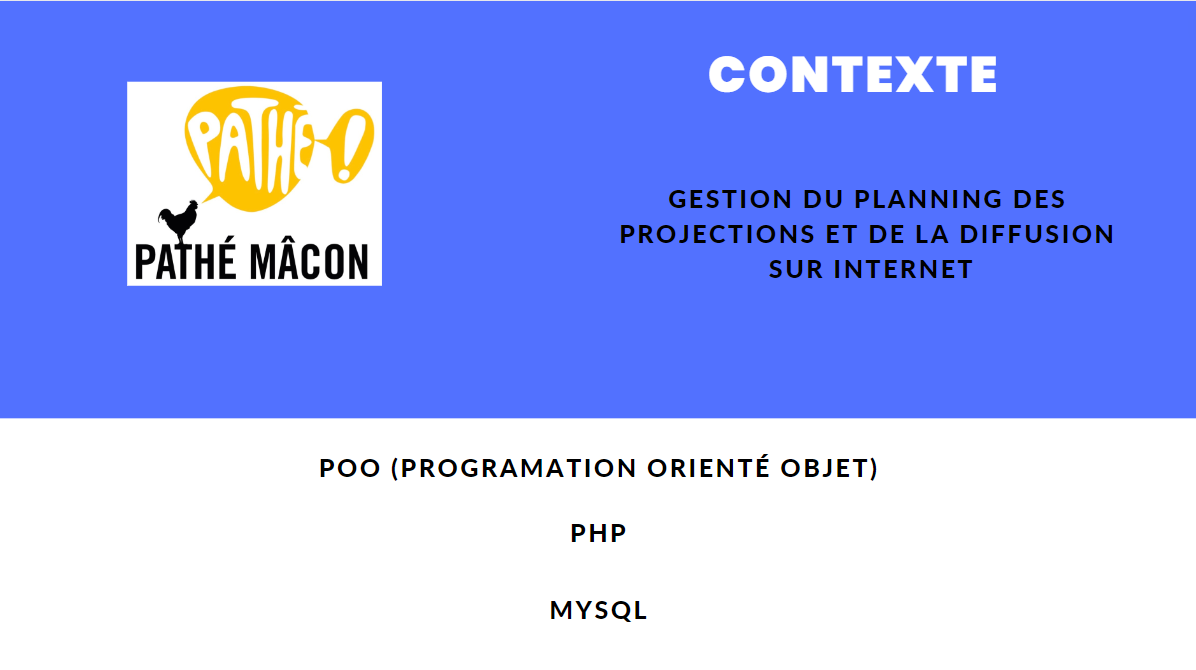 PATHÉ!
PATHÉ MÂCON
CONTEXTE
GESTION DU PLANNING DES
PROJECTIONS ET DE LA DIFFUSION
SUR INTERNET
POO (PROGRAMATION ORIENTÉ OBJET)
PHP
MYSQL